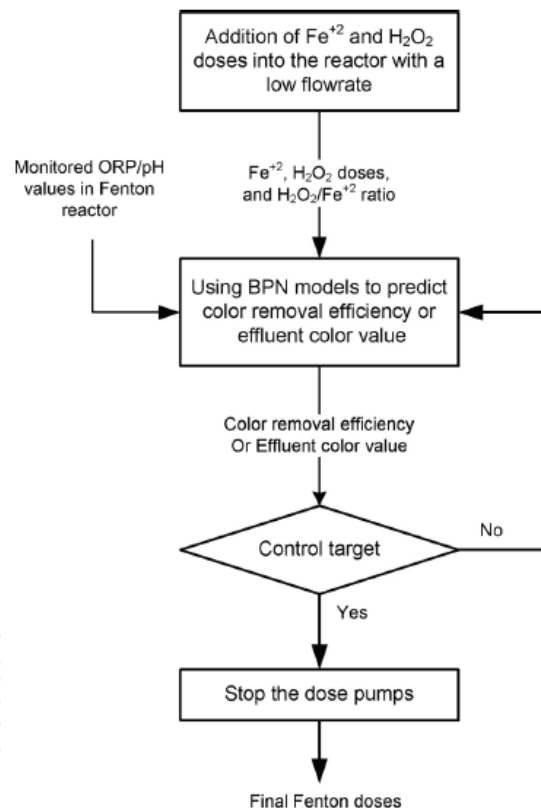 Addition of Fe⁺² and H₂O₂
doses into the reactor with a
low flowrate
Monitored ORP/pH
values in Fenton
reactor
Fe⁺², H₂O₂ doses,
and H₂O₂/Fe⁺² ratio
Using BPN models to predict
color removal efficiency or
effluent color value
Color removal efficiency
Or Effluent color value
Control target
No
Yes
Stop the dose pumps
Final Fenton doses